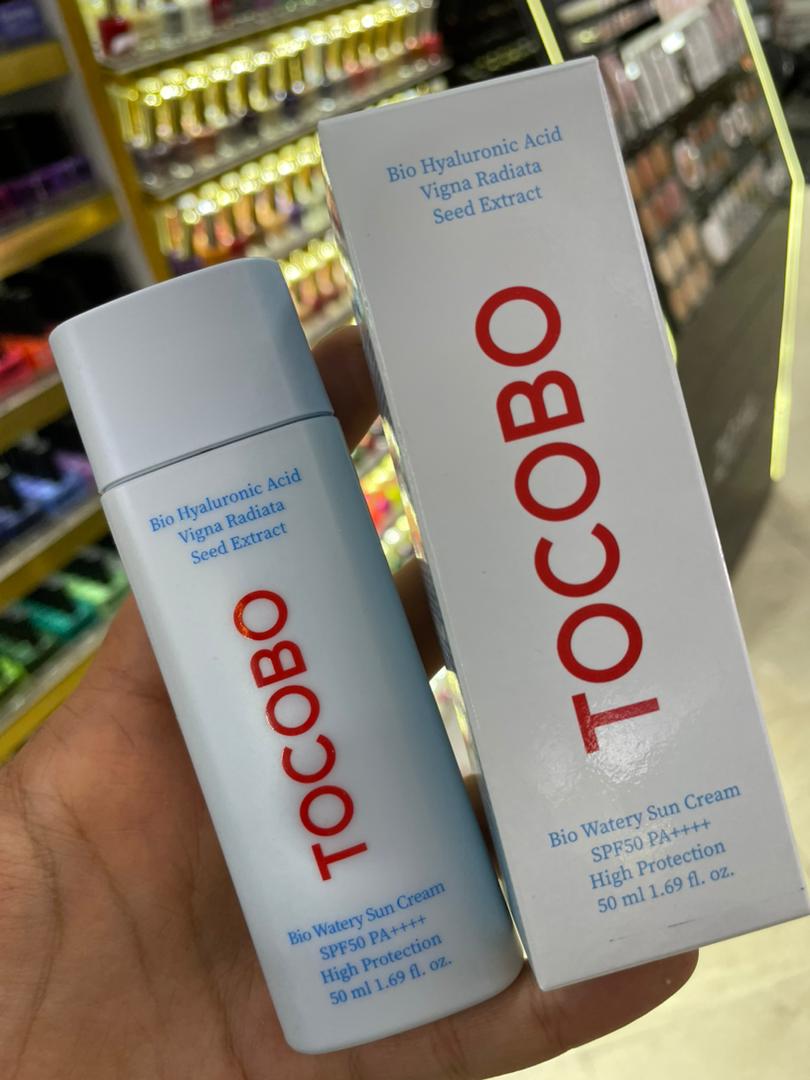 Bio Hyaluronic Acid
Vigna Radiata
Seed Extract
TOCOBO
Bio Watery Sun Cream
SPF50 PA++++
High Protection
50 ml 1.69 fl. oz.
Bio Hyaluronic Acid
Vigna Radiata
Seed Extract
TOCOBO
Bio Watery Sun Cream
SPF50 PA++++
High Protection
50 ml 1.69 fl. oz.